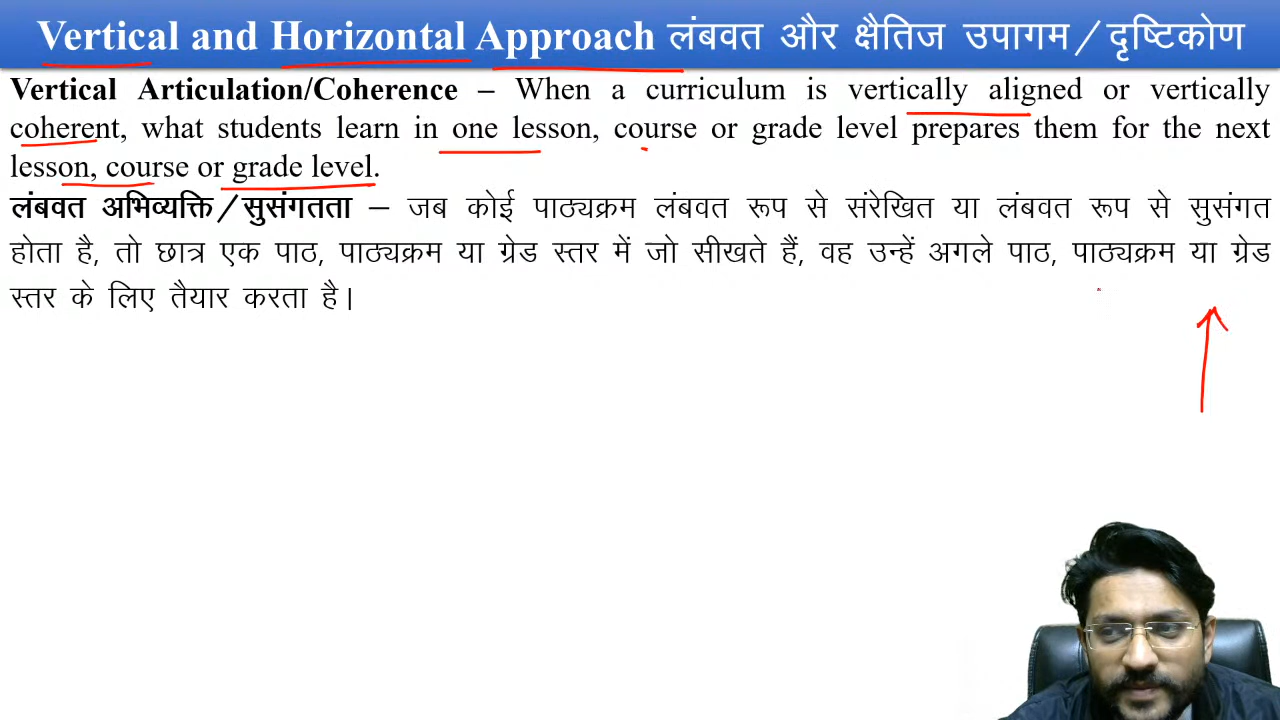 Vertical and Horizontal Approach लंबवत और क्षैतिज उपागम/दृष्टिकोण
Vertical Articulation/Coherence – When a curriculum is vertically aligned or vertically
coherent, what students learn in one lesson, course or grade level prepares them for the next
lesson, course or grade level.
लंबवत अभिव्यक्ति/सुसंगतता – जब कोई पाठ्यक्रम लंबवत रूप से संरेखित या लंबवत रूप से सुसंगत
होता है, तो छात्र एक पाठ, पाठ्यक्रम या ग्रेड स्तर में जो सीखते हैं, वह उन्हें अगले पाठ, पाठ्यक्रम या ग्रेड
स्तर के लिए तैयार करता है।